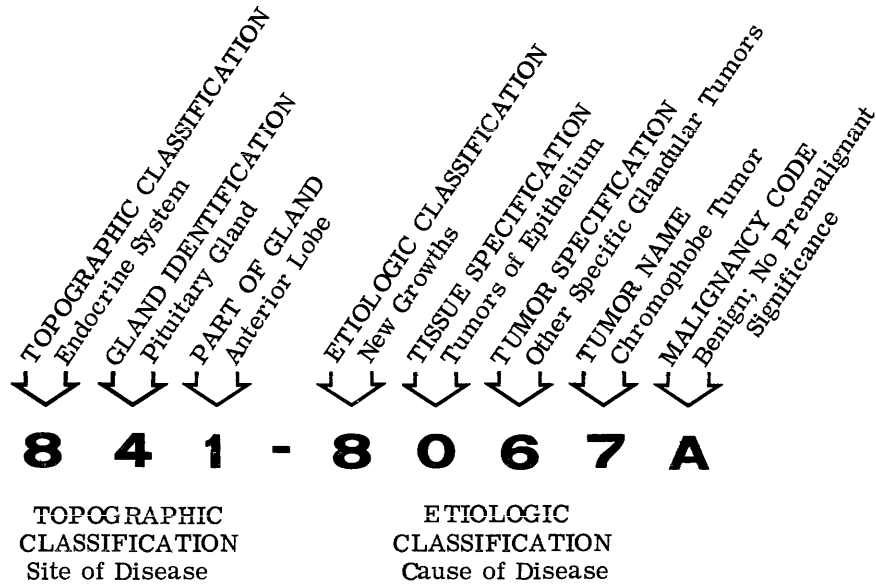 TOPOGRAPHIC CLASSIFICATION
Endocrine System
GLAND IDENTIFICATION
Pituitary Gland
PART OF GLAND
Anterior Lobe
ETIOLOGIC CLASSIFICATION
New Growths
TISSUE SPECIFICATION
Tumors of Epithelium
TUMOR SPECIFICATION
Other Specific Glandular Tumors
TUMOR NAME
Chromophobe Tumor
MALIGNANCY CODE
Benign; No Premalignant
Significance
8 4 1 - 8 0 6 7 A
TOPOGRAPHIC
CLASSIFICATION
Site of Disease
ETIOLOGIC
CLASSIFICATION
Cause of Disease